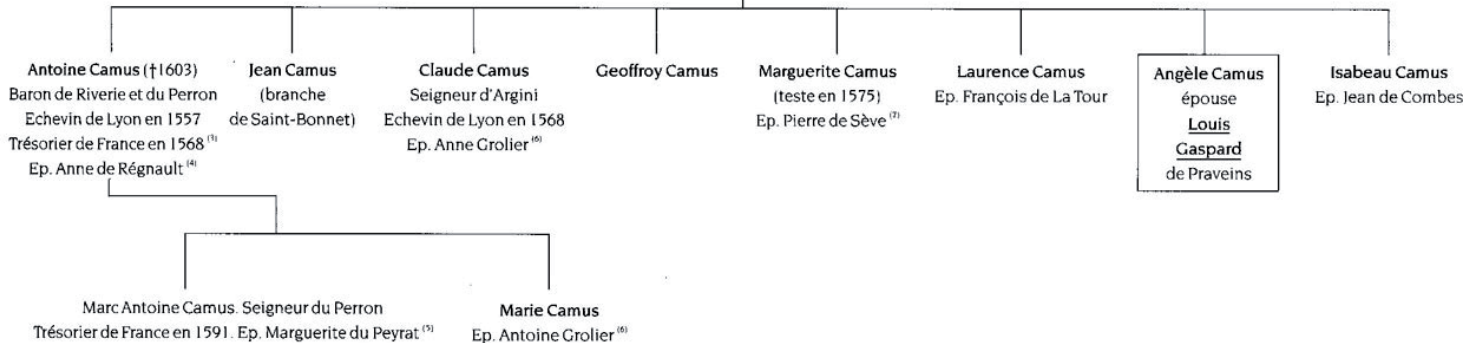 Antoine Camus (†1603)
Baron de Riverie et du Perron
Echevin de Lyon en 1557
Trésorier de France en 1568 (3)
Ep. Anne de Régnault (4)
Jean Camus
(branche
de Saint-Bonnet)
Claude Camus
Seigneur d'Argini
Echevin de Lyon en 1568
Ep. Anne Grolier (6)
Geoffroy Camus
Marguerite Camus
(teste en 1575)
Ep. Pierre de Sève (7)
Laurence Camus
Ep. François de La Tour
Angèle Camus
épouse
Louis
Gaspard
de Praveins
Isabeau Camus
Ep. Jean de Combes
Marc Antoine Camus. Seigneur du Perron
Trésorier de France en 1591. Ep. Marguerite du Peyrat (5)
Marie Camus
Ep. Antoine Grolier (6)